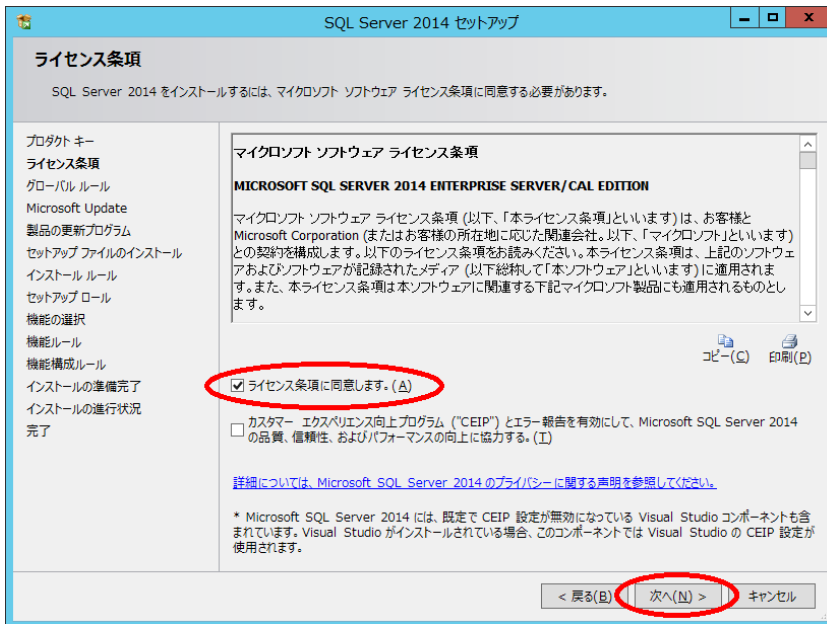 SQL Server 2014 セットアップ
ライセンス条項
SQL Server 2014 をインストールするには、マイクロソフト ソフトウェア ライセンス条項に同意する必要があります。
プロダクト キー
ライセンス条項
グローバル ルール
Microsoft Update
製品の更新プログラム
セットアップ ファイルのインストール
インストール ルール
セットアップ ロール
機能の選択
機能ルール
機能構成ルール
インストールの準備完了
インストールの進行状況
完了
マイクロソフト ソフトウェア ライセンス条項
MICROSOFT SQL SERVER 2014 ENTERPRISE SERVER/CAL EDITION
マイクロソフト ソフトウェア ライセンス条項 (以下、「本ライセンス条項」といいます) は、お客様と
Microsoft Corporation (またはお客様の所在地に応じた関連会社。以下、「マイクロソフト」といいます)
との契約を構成します。以下のライセンス条項をお読みください。本ライセンス条項は、上記のソフトウェ
アおよびソフトウェアが記録されたメディア (以下総称して「本ソフトウェア」といいます) に適用されま
す。また、本ライセンス条項は本ソフトウェアに関連する下記マイクロソフト製品にも適用されるものとし
ます。
コピー(C) 印刷(P)
ライセンス条項に同意します。(A)
カスタマー エクスペリエンス向上プログラム ("CEIP") とエラー報告を有効にして、Microsoft SQL Server 2014
の品質、信頼性、およびパフォーマンスの向上に協力する。(T)
詳細については、Microsoft SQL Server 2014 のプライバシーに関する声明を参照してください。
* Microsoft SQL Server 2014 には、既定で CEIP 設定が無効になっている Visual Studio コンポーネントも含
まれています。Visual Studio がインストールされている場合、このコンポーネントでは Visual Studio の CEIP 設定が
使用されます。
< 戻る(B) 次へ(N) > キャンセル